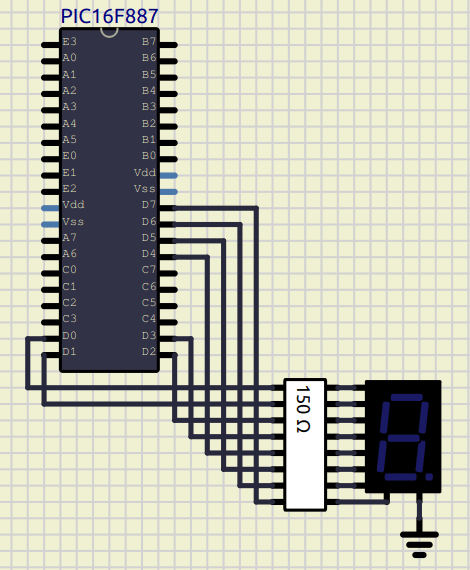 PIC16F887
E3 B7
A0 B6
A1 B5
A2 B4
A3 B3
A4 B2
A5 B1
E0 B0
E1 Vdd
E2 Vss
Vdd D7
Vss D6
A7 D5
A6 D4
C0 C7
C1 C6
C2 C5
C3 C4
D0 D3
D1 D2
150 Ω